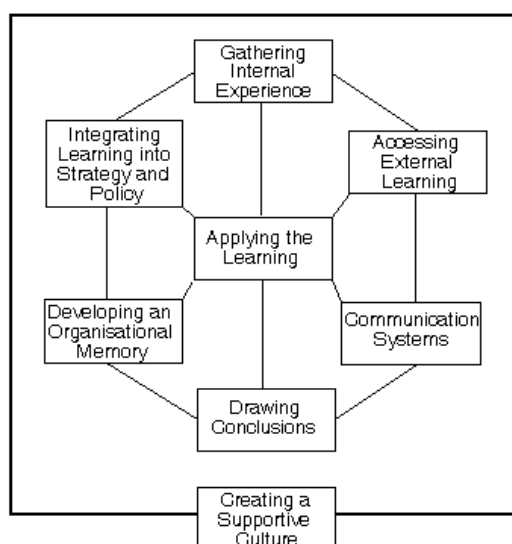 Gathering
Internal
Experience
Integrating
Learning into
Strategy and
Policy
Accessing
External
Learning
Applying the
Learning
Developing an
Organisational
Memory
Communication
Systems
Drawing
Conclusions
Creating a
Supportive
Culture